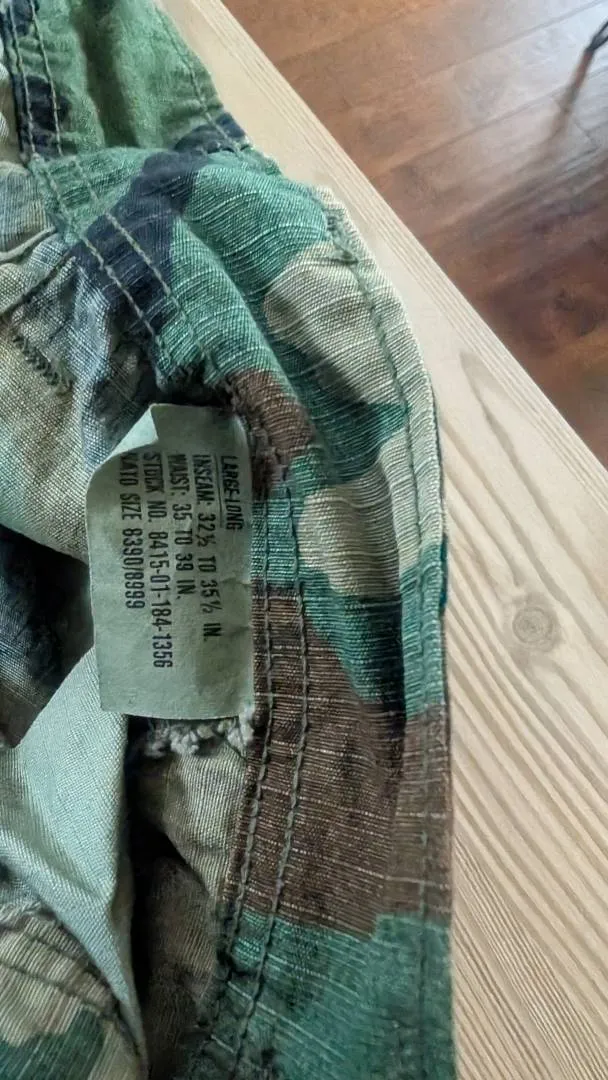 LARGE-LONG
INSEAM: 32½ TO 35½ IN.
WAIST: 35 TO 39 IN.
STOCK NO. 8415-01-184-1356
NATO SIZE 8390/8999